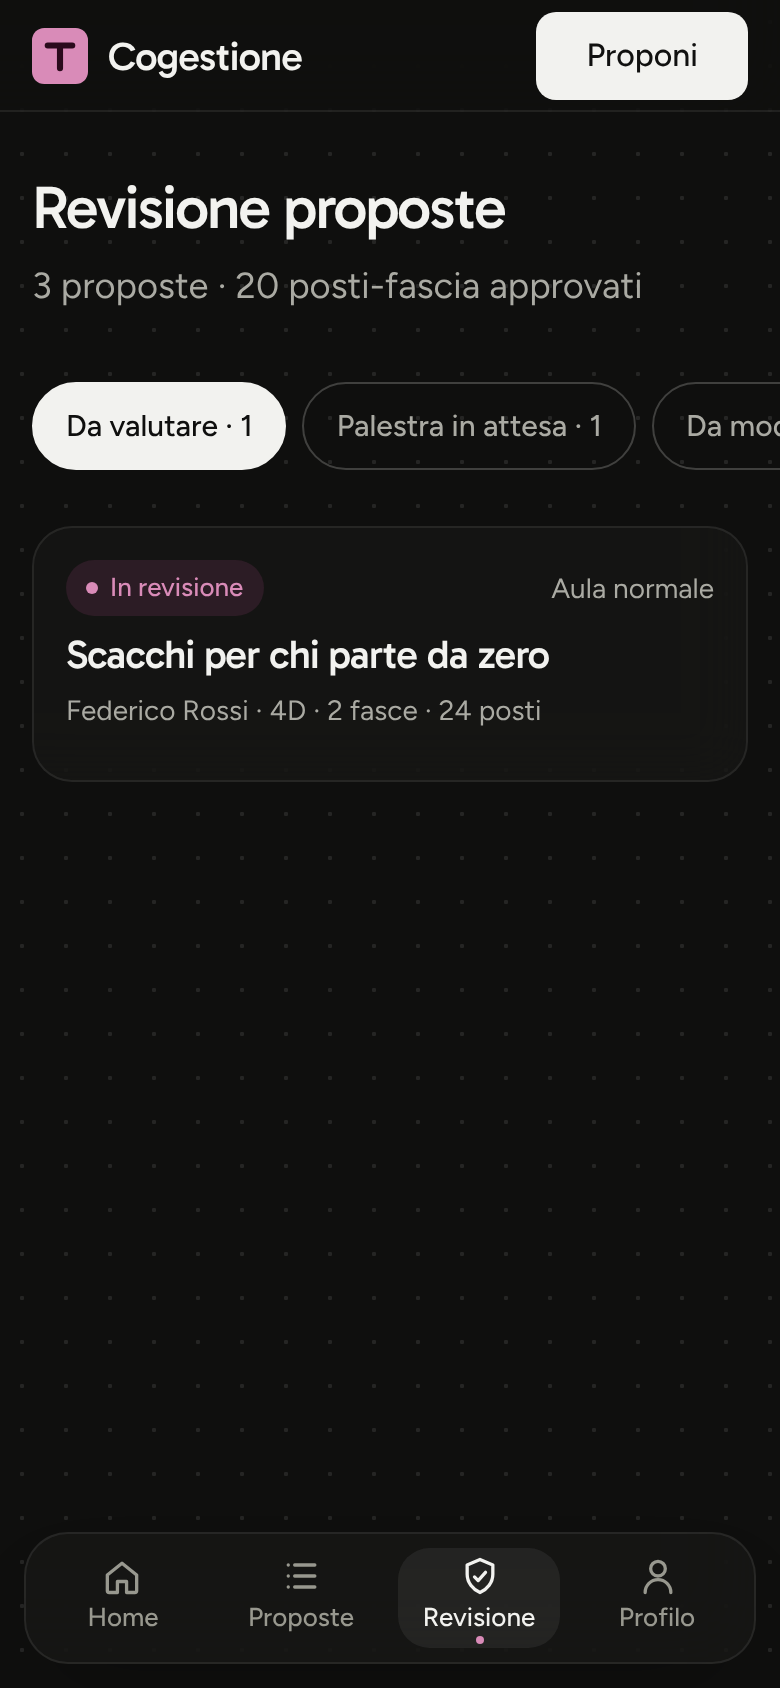 T Cogestione
Proponi
Revisione proposte
3 proposte · 20 posti-fascia approvati
Da valutare · 1
Palestra in attesa · 1
Da mod
In revisione
Aula normale
Scacchi per chi parte da zero
Federico Rossi · 4D · 2 fasce · 24 posti
Home
Proposte
Revisione
Profilo